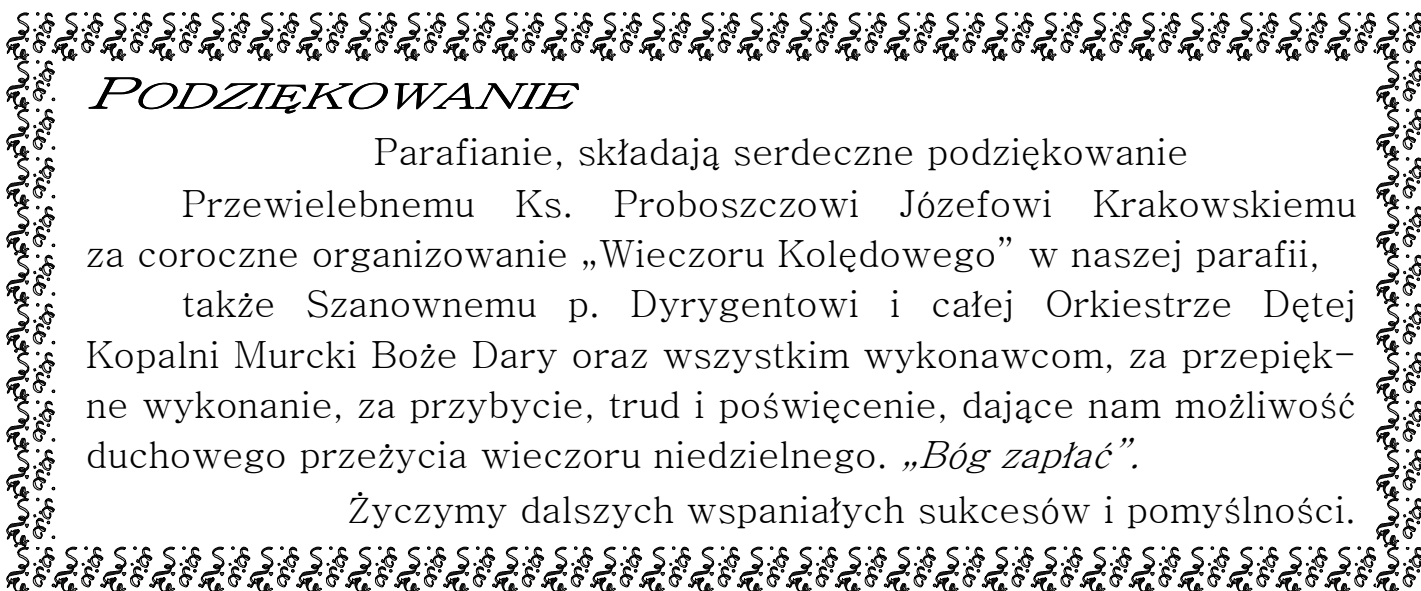 PODZIĘKOWANIE
Parafianie, składają serdeczne podziękowanie
Przewielebnemu Ks. Proboszczowi Józefowi Krakowskiemu
za coroczne organizowanie „Wieczoru Kolędowego” w naszej parafii,
także Szanownemu p. Dyrygentowi i całej Orkiestrze Dętej
Kopalni Murcki Boże Dary oraz wszystkim wykonawcom, za przepięk-
ne wykonanie, za przybycie, trud i poświęcenie, dające nam możliwość
duchowego przeżycia wieczoru niedzielnego. „Bóg zapłać”.
Życzymy dalszych wspaniałych sukcesów i pomyślności.